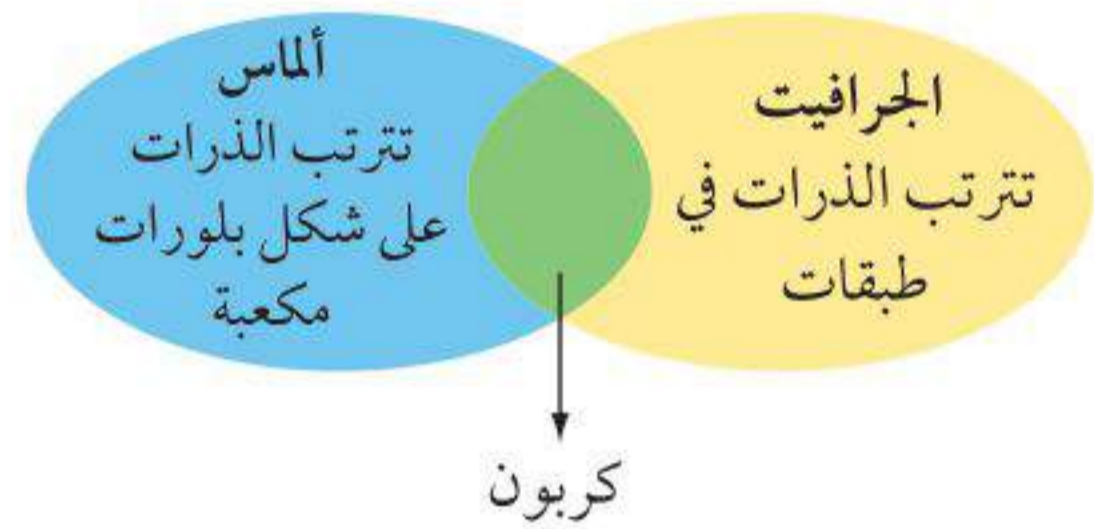 الجرافيت
تترتب الذرات في
طبقات
ألماس
تترتب الذرات
على شكل بلورات
مكعبة
كربون